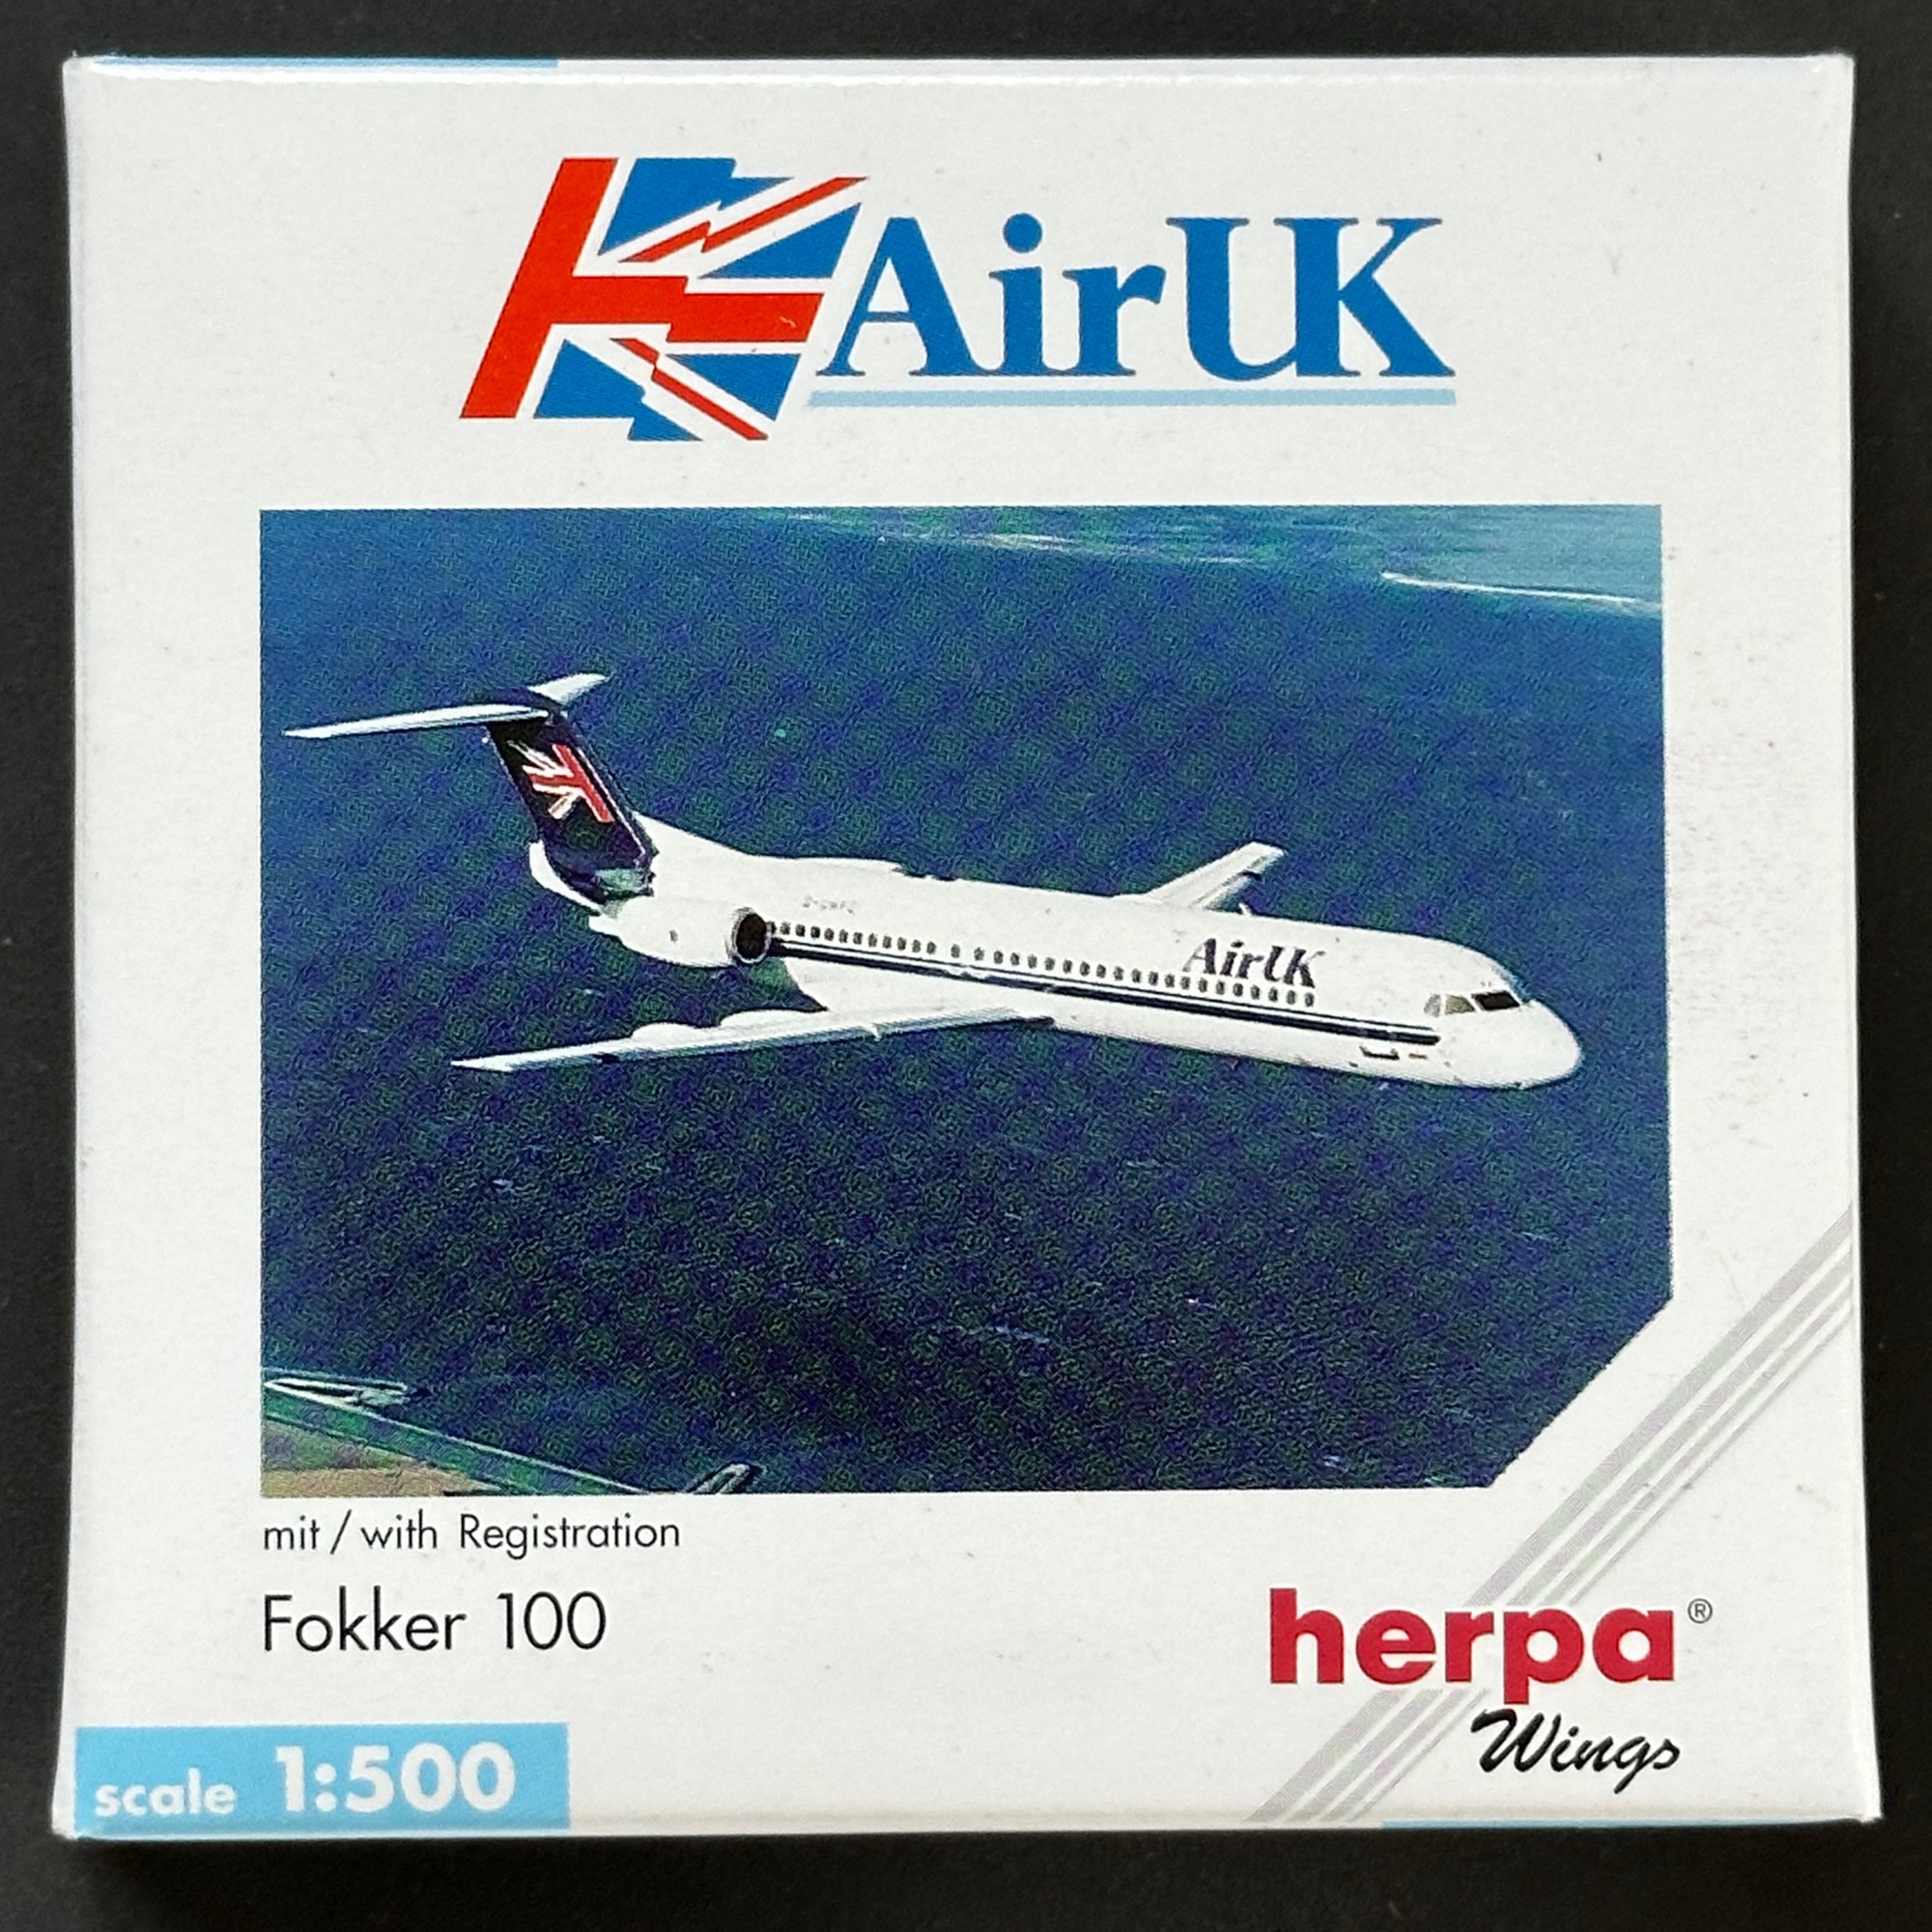 AirUK
AirUK
mit / with Registration
Fokker 100
herpa®
Wings
scale 1:500